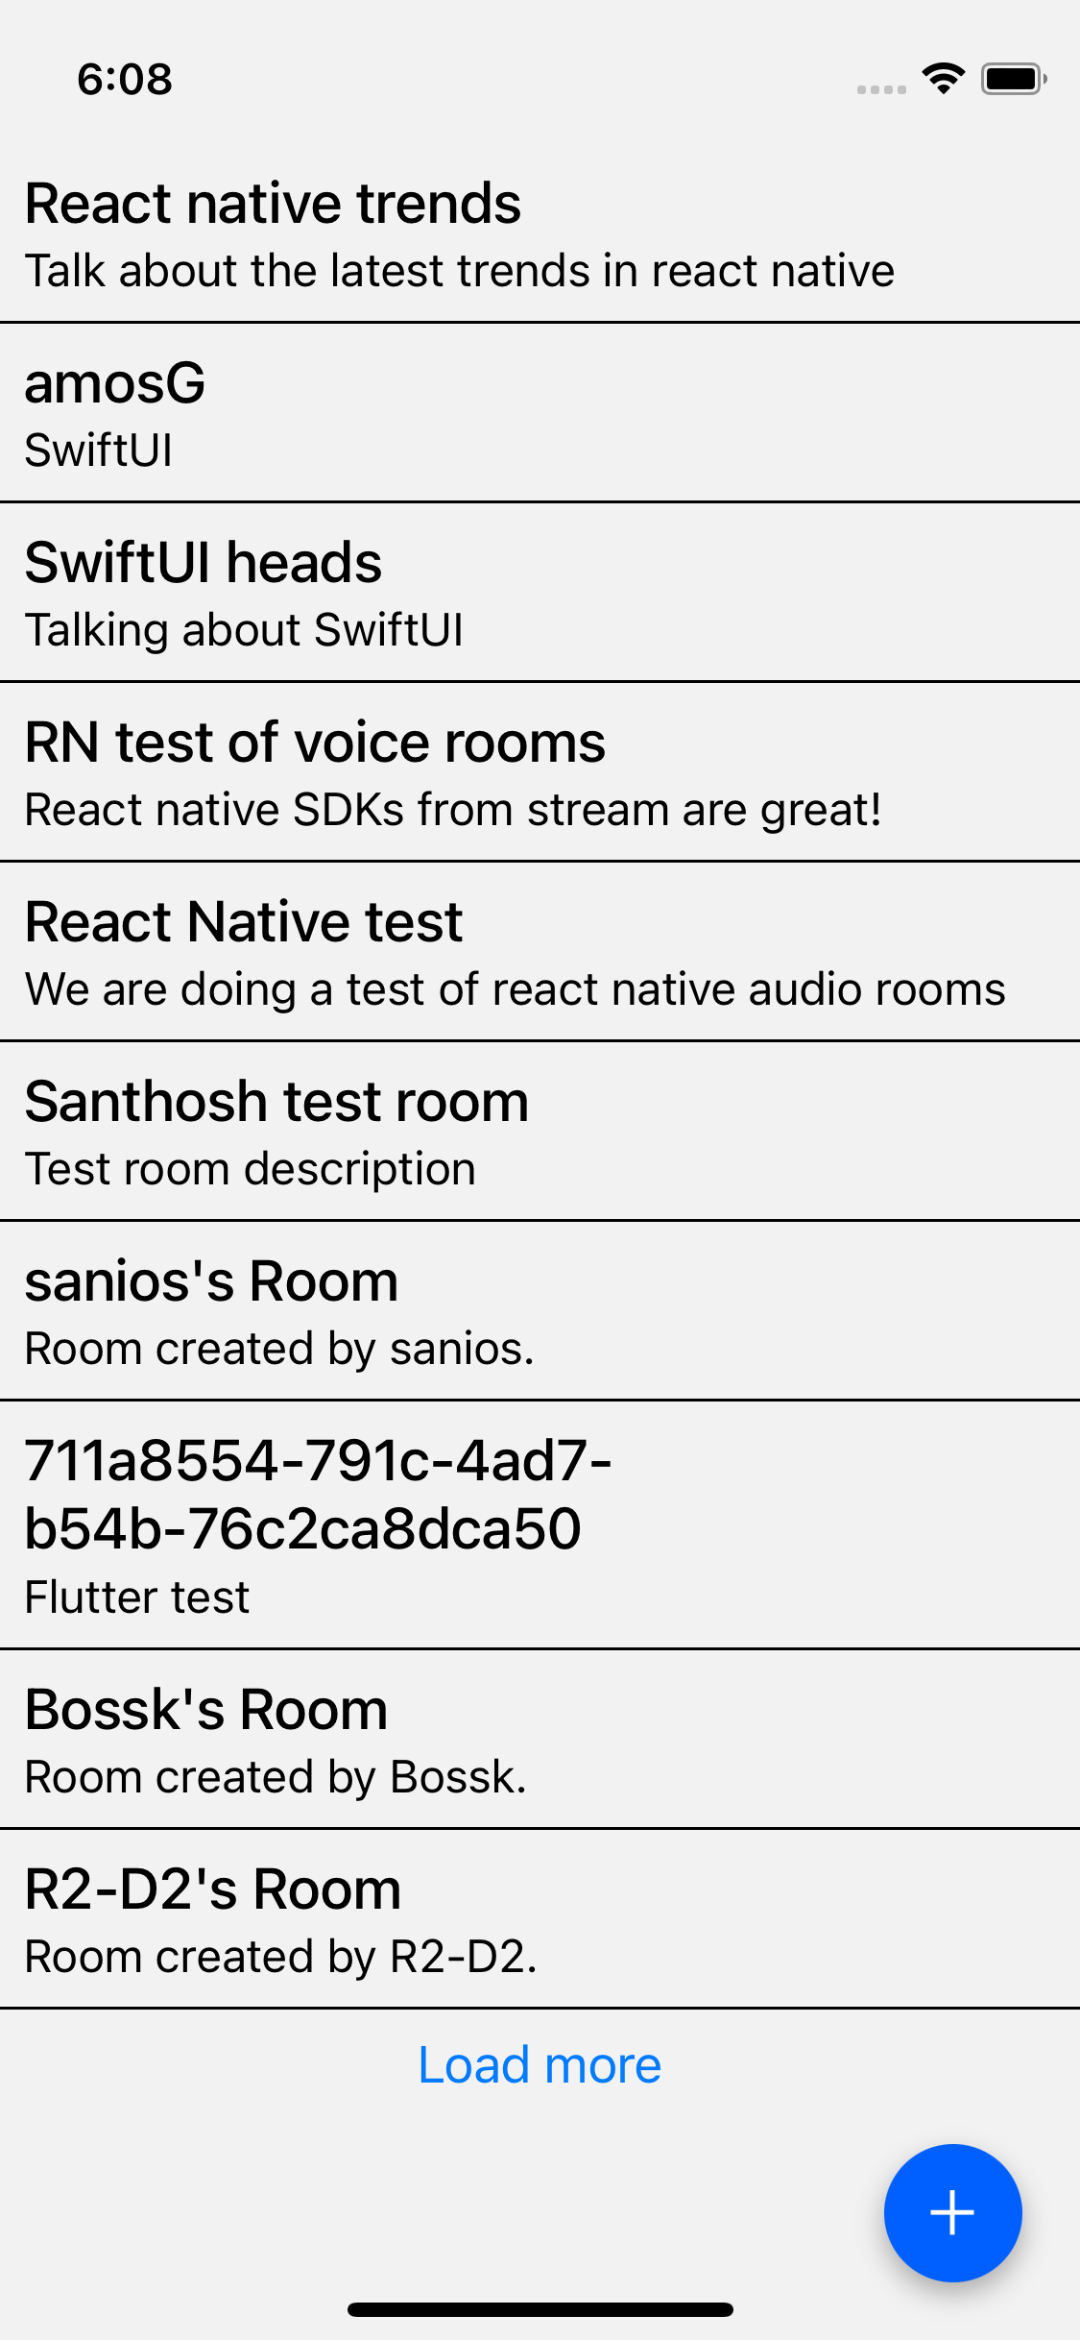 6:08
React native trends
Talk about the latest trends in react native
amosG
SwiftUI
SwiftUI heads
Talking about SwiftUI
RN test of voice rooms
React native SDKs from stream are great!
React Native test
We are doing a test of react native audio rooms
Santhosh test room
Test room description
sanios's Room
Room created by sanios.
711a8554-791c-4ad7-
b54b-76c2ca8dca50
Flutter test
Bossk's Room
Room created by Bossk.
R2-D2's Room
Room created by R2-D2.
Load more